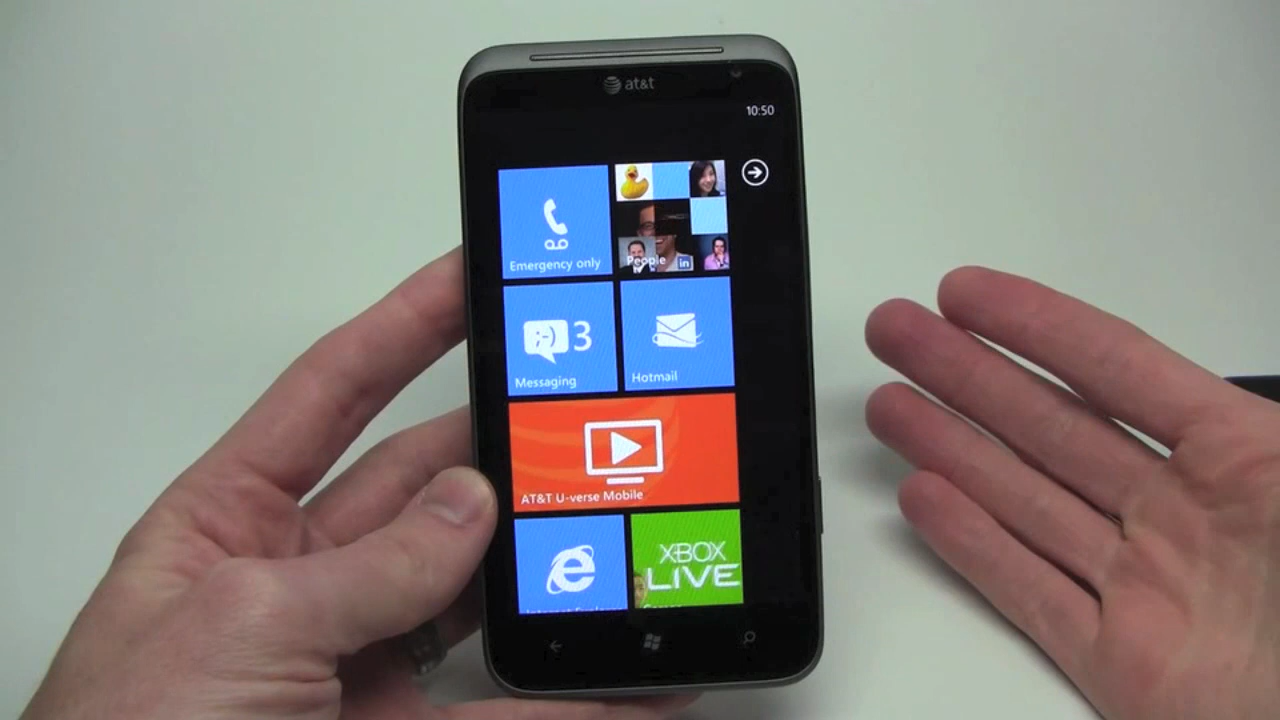 at&t
10:50
Emergency only
People
in
3
Messaging
Hotmail
AT&T U-verse Mobile
XBOX
LIVE